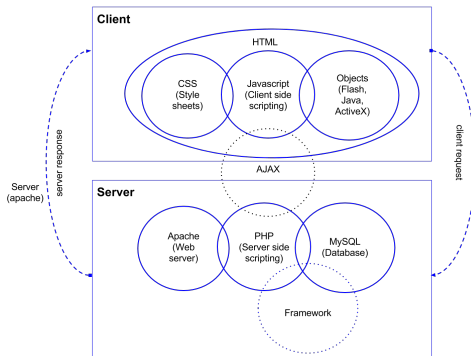 Client
HTML
CSS
(Style
sheets)
Javascript
(Client side
scripting)
Objects
(Flash,
Java,
ActiveX)
AJAX
server response
client request
Server
(apache)
Server
Apache
(Web
server)
PHP
(Server side
scripting)
MySQL
(Database)
Framework